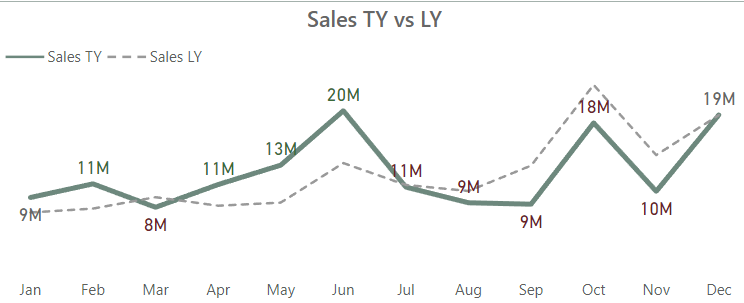 Sales TY vs LY
Sales TY Sales LY
9M 11M 8M 11M 13M 20M 11M 9M 9M 18M 10M 19M
Jan Feb Mar Apr May Jun Jul Aug Sep Oct Nov Dec